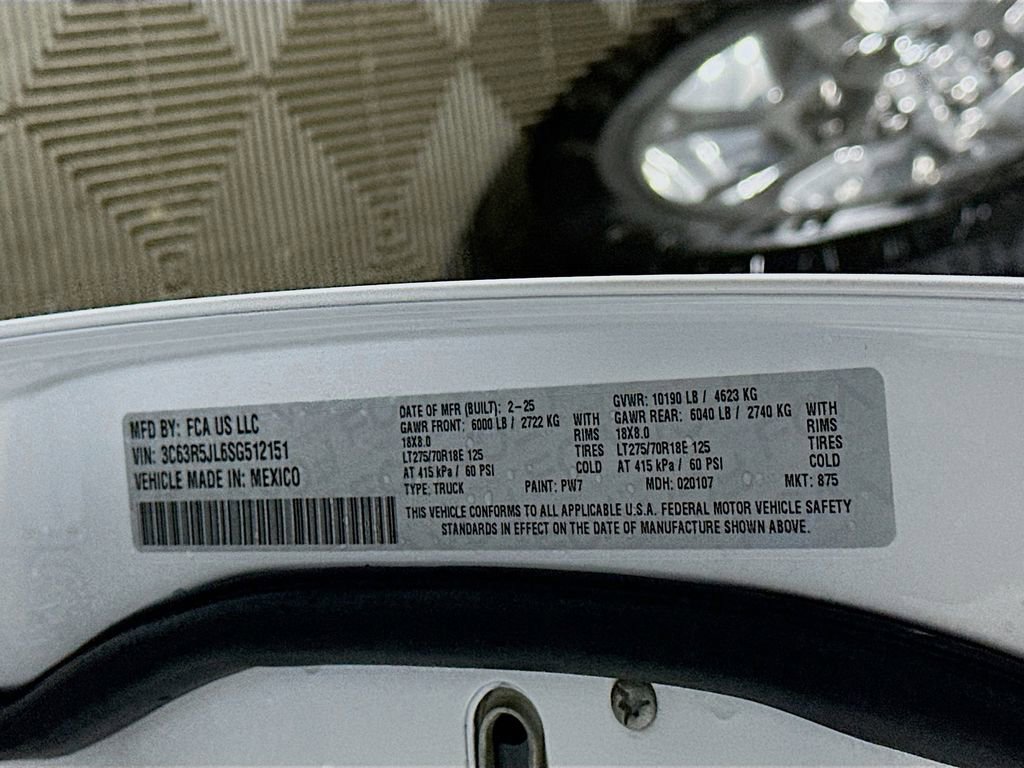 MFD BY: FCA US LLC
VIN: 3C63R5JL6SG512151
VEHICLE MADE IN: MEXICO
DATE OF MFR (BUILT): 2-25
GAWR FRONT: 6000 LB / 2722 KG WITH
18X8.0 RIMS
LT275/70R18E 125 TIRES
AT 415 kPa / 60 PSI COLD
GVWR: 10190 LB / 4623 KG
GAWR REAR: 6040 LB / 2740 KG WITH
18X8.0 RIMS
LT275/70R18E 125 TIRES
AT 415 kPa / 60 PSI COLD
TYPE: TRUCK PAINT: PW7 MDH: 020107 MKT: 875
THIS VEHICLE CONFORMS TO ALL APPLICABLE U.S.A. FEDERAL MOTOR VEHICLE SAFETY
STANDARDS IN EFFECT ON THE DATE OF MANUFACTURE SHOWN ABOVE.